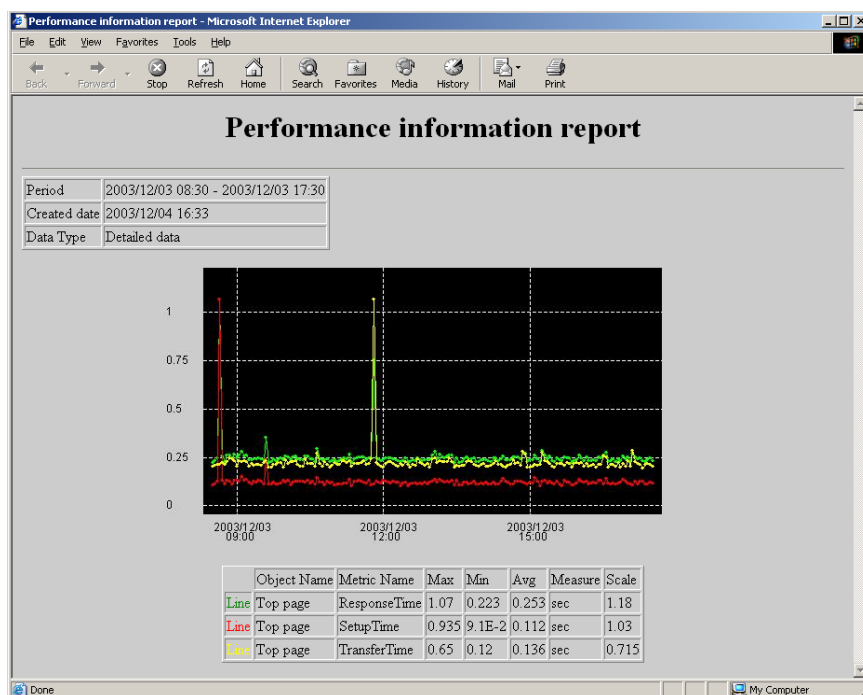 Performance information report - Microsoft Internet Explorer
File Edit View Favorites Tools Help
Back Forward Stop Refresh Home Search Favorites Media History Mail Print
Performance information report
Period 2003/12/03 08:30 - 2003/12/03 17:30
Created date 2003/12/04 16:33
Data Type Detailed data
1
0.75
0.5
0.25
0
2003/12/03 2003/12/03 2003/12/03
09:00 12:00 15:00
Object Name Metric Name Max Min Avg Measure Scale
Line Top page ResponseTime 1.07 0.223 0.253 sec 1.18
Line Top page SetupTime 0.935 9.1E-2 0.112 sec 1.03
Line Top page TransferTime 0.65 0.12 0.136 sec 0.715
Done My Computer